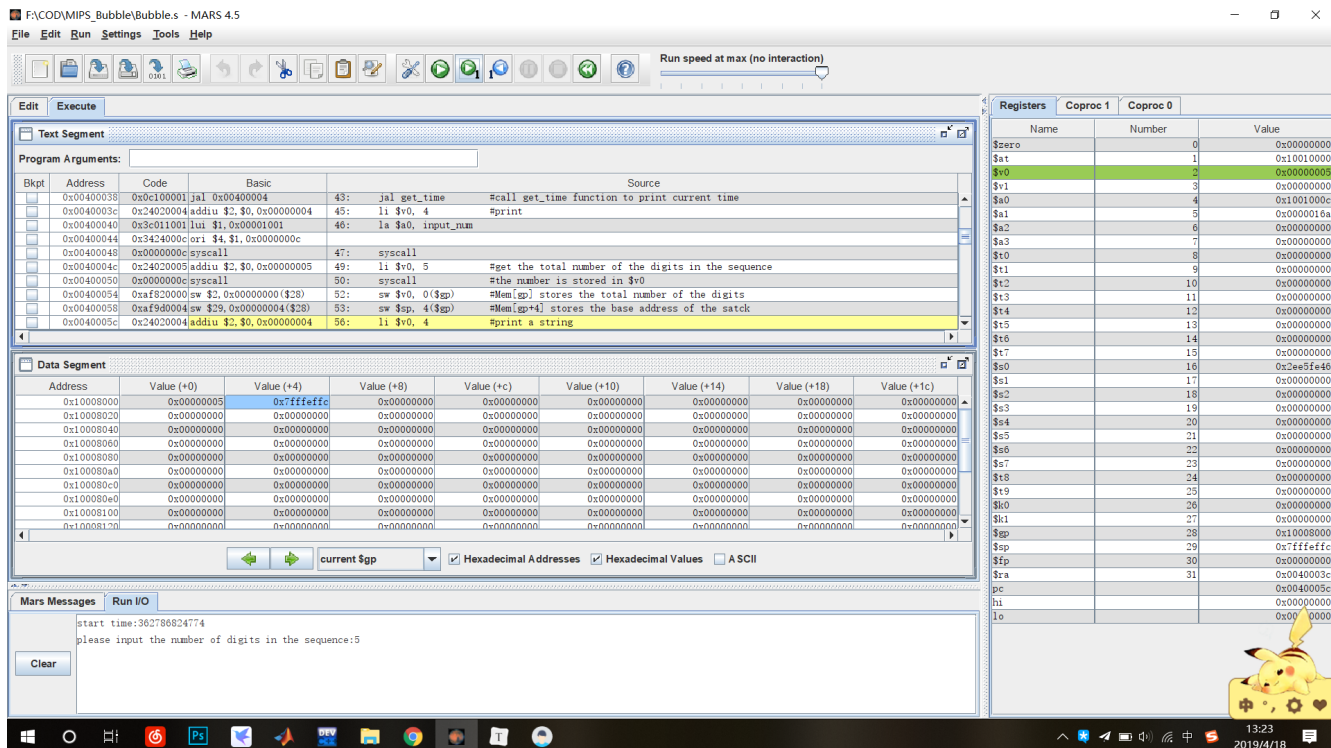 F:\COD\MIPS_Bubble\Bubble.s - MARS 4.5
File Edit Run Settings Tools Help
Run speed at max (no interaction)
Edit Execute
Text Segment
Program Arguments:
Bkpt Address Code Basic Source
0x00400038 0x0c100001 jal 0x00400004 43: jal get_time #call get_time function to print current time
0x0040003c 0x24020004 addiu $2,$0,0x00000004 45: li $v0, 4 #print
0x00400040 0x3c011001 lui $1,0x00001001 46: la $a0, input_num
0x00400044 0x3424000c ori $4,$1,0x0000000c
0x00400048 0x0000000c syscall 47: syscall
0x0040004c 0x24020005 addiu $2,$0,0x00000005 49: li $v0, 5 #get the total number of the digits in the sequence
0x00400050 0x0000000c syscall 50: syscall #the number is stored in $v0
0x00400054 0xaf820000 sw $2,0x00000000($28) 52: sw $v0, 0($gp) #Mem[gp] stores the total number of the digits
0x00400058 0xaf9d0004 sw $29,0x00000004($28) 53: sw $sp, 4($gp) #Mem[gp+4] stores the base address of the satck
0x0040005c 0x24020004 addiu $2,$0,0x00000004 56: li $v0, 4 #print a string
Data Segment
Address Value (+0) Value (+4) Value (+8) Value (+c) Value (+10) Value (+14) Value (+18) Value (+1c)
0x10008000 0x00000005 0x7fffeffc 0x00000000 0x00000000 0x00000000 0x00000000 0x00000000 0x00000000
0x10008020 0x00000000 0x00000000 0x00000000 0x00000000 0x00000000 0x00000000 0x00000000 0x00000000
0x10008040 0x00000000 0x00000000 0x00000000 0x00000000 0x00000000 0x00000000 0x00000000 0x00000000
0x10008060 0x00000000 0x00000000 0x00000000 0x00000000 0x00000000 0x00000000 0x00000000 0x00000000
0x10008080 0x00000000 0x00000000 0x00000000 0x00000000 0x00000000 0x00000000 0x00000000 0x00000000
0x100080a0 0x00000000 0x00000000 0x00000000 0x00000000 0x00000000 0x00000000 0x00000000 0x00000000
0x100080c0 0x00000000 0x00000000 0x00000000 0x00000000 0x00000000 0x00000000 0x00000000 0x00000000
0x100080e0 0x00000000 0x00000000 0x00000000 0x00000000 0x00000000 0x00000000 0x00000000 0x00000000
0x10008100 0x00000000 0x00000000 0x00000000 0x00000000 0x00000000 0x00000000 0x00000000 0x00000000
0x10008120 0x00000000 0x00000000 0x00000000 0x00000000 0x00000000 0x00000000 0x00000000 0x00000000
current $gp Hexadecimal Addresses Hexadecimal Values ASCII
Mars Messages Run I/O
start time:362786824774
please input the number of digits in the sequence:5
Clear
Registers Coproc 1 Coproc 0
Name Number Value
$zero 0 0x00000000
$at 1 0x10010000
$v0 2 0x00000005
$v1 3 0x00000000
$a0 4 0x1001000c
$a1 5 0x0000016a
$a2 6 0x00000000
$a3 7 0x00000000
$t0 8 0x00000000
$t1 9 0x00000000
$t2 10 0x00000000
$t3 11 0x00000000
$t4 12 0x00000000
$t5 13 0x00000000
$t6 14 0x00000000
$t7 15 0x00000000
$s0 16 0x2ee5fe46
$s1 17 0x00000000
$s2 18 0x00000000
$s3 19 0x00000000
$s4 20 0x00000000
$s5 21 0x00000000
$s6 22 0x00000000
$s7 23 0x00000000
$t8 24 0x00000000
$t9 25 0x00000000
$k0 26 0x00000000
$k1 27 0x00000000
$gp 28 0x10008000
$sp 29 0x7fffeffc
$fp 30 0x00000000
$ra 31 0x0040003c
pc 0x0040005c
hi 0x00000000
lo
中
Ps DEV T 中 S 13:23
2019/4/18